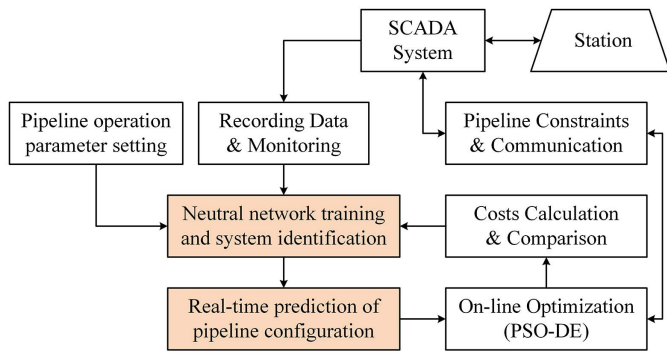 SCADA
System
Station
Pipeline operation
parameter setting
Recording Data
& Monitoring
Pipeline Constraints
& Communication
Neutral network training
and system identification
Costs Calculation
& Comparison
Real-time prediction of
pipeline configuration
On-line Optimization
(PSO-DE)